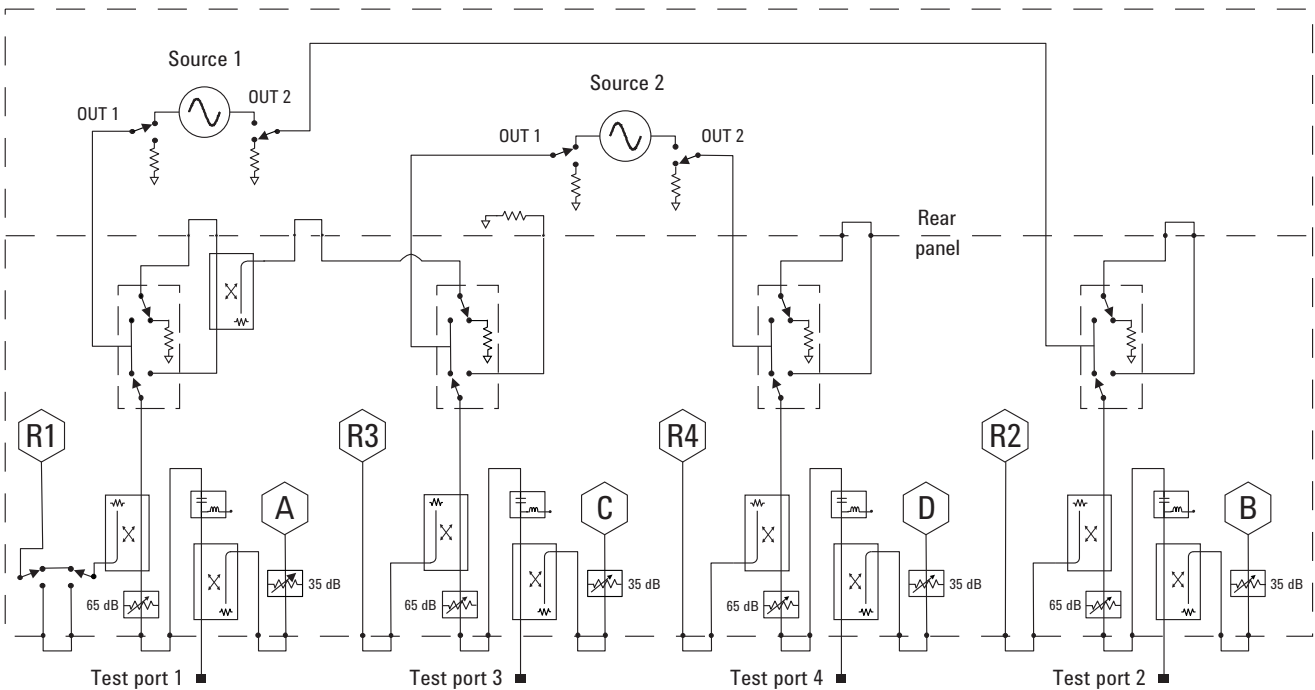 Source 1
OUT 1
OUT 2
Source 2
OUT 1
OUT 2
Rear
panel
R1
R3
R4
R2
A
C
D
B
35 dB
35 dB
35 dB
35 dB
65 dB
65 dB
65 dB
65 dB
Test port 1
Test port 3
Test port 4
Test port 2